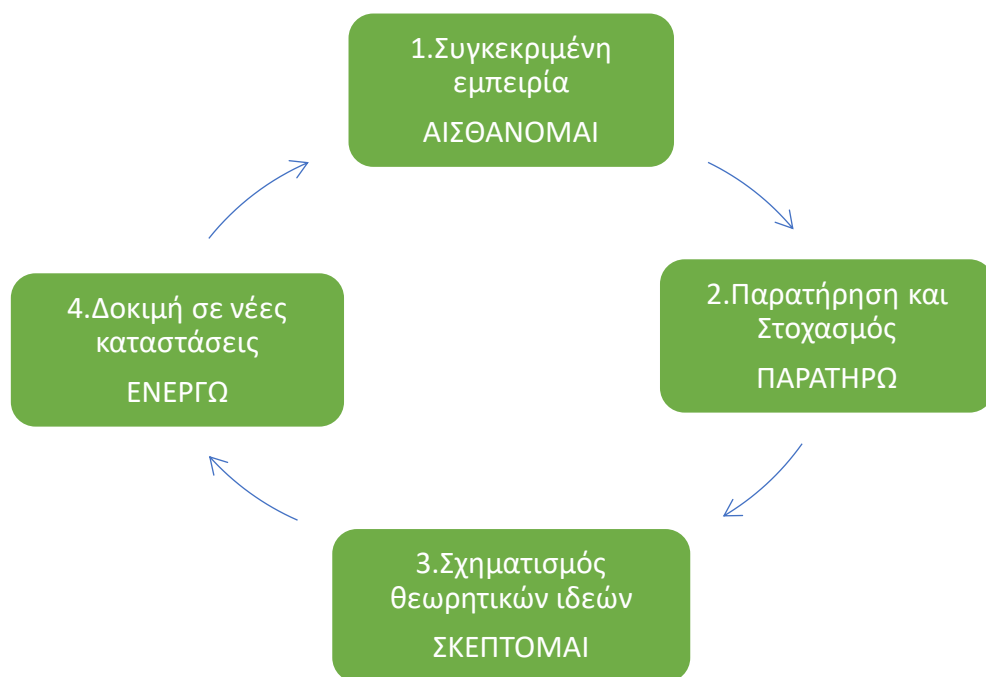 1.Συγκεκριμένη
εμπειρία
ΑΙΣΘΑΝΟΜΑΙ
2.Παρατήρηση και
Στοχασμός
ΠΑΡΑΤΗΡΩ
3.Σχηματισμός
θεωρητικών ιδεών
ΣΚΕΠΤΟΜΑΙ
4.Δοκιμή σε νέες
καταστάσεις
ΕΝΕΡΓΩ